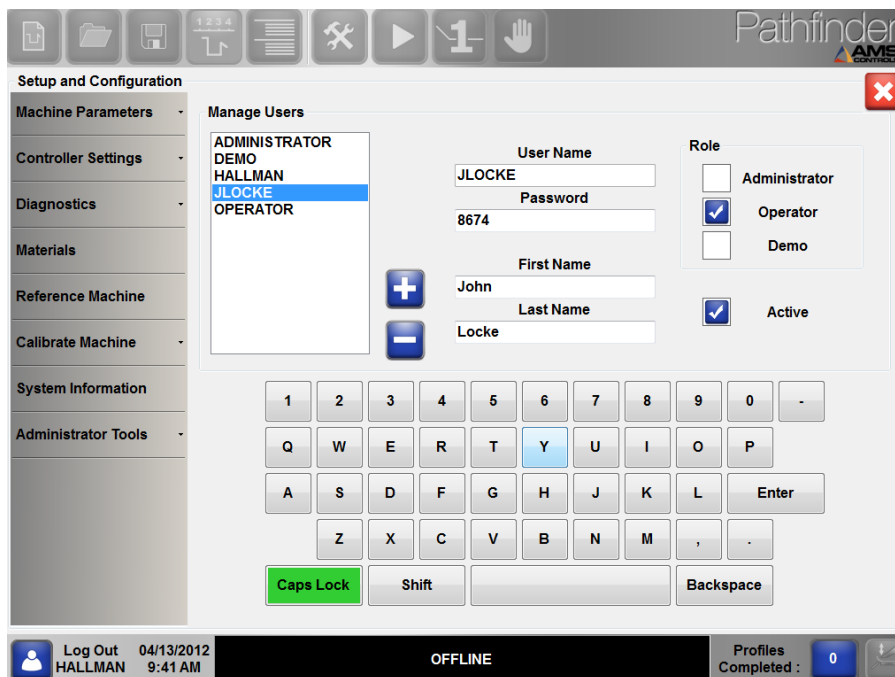 1 2 3 4
1
Pathfinder
AMS
CONTROLS
Setup and Configuration
Machine Parameters
Controller Settings
Diagnostics
Materials
Reference Machine
Calibrate Machine
System Information
Administrator Tools
Manage Users
ADMINISTRATOR
DEMO
HALLMAN
JLOCKE
OPERATOR
User Name
JLOCKE
Password
8674
First Name
John
Last Name
Locke
Role
Administrator
Operator
Demo
Active
1 2 3 4 5 6 7 8 9 0 -
Q W E R T Y U I O P
A S D F G H J K L Enter
Z X C V B N M , .
Caps Lock Shift Backspace
Log Out
HALLMAN
04/13/2012
9:41 AM
OFFLINE
Profiles
Completed :
0